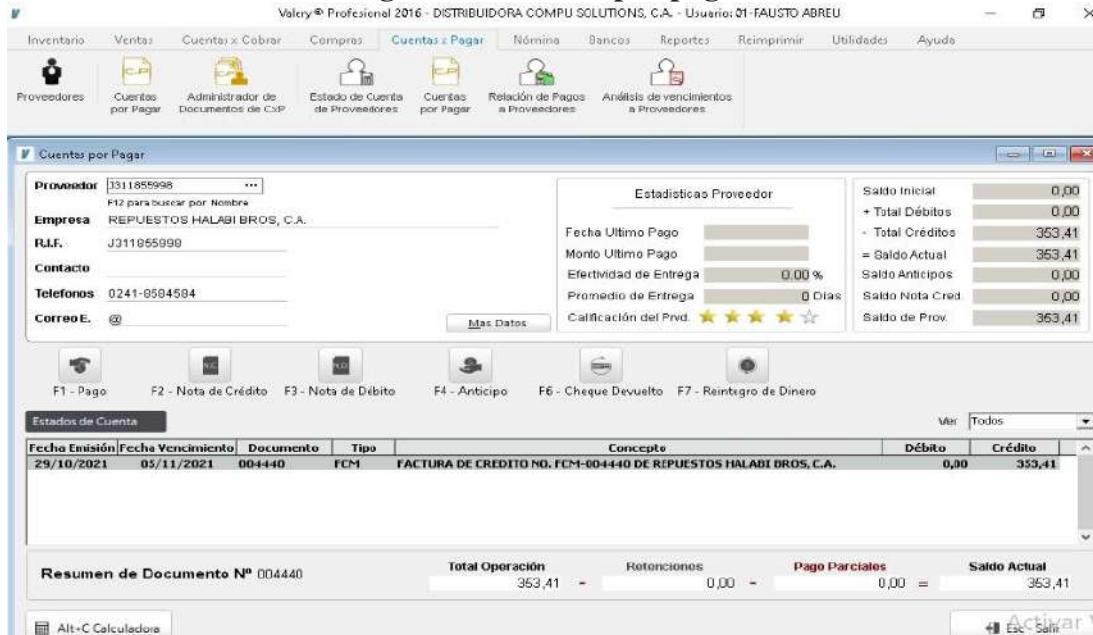 Valery® Profesional 2016 - DISTRIBUIDORA COMPU SOLUTIONS, C.A. - Usuario: 01-FAUSTO ABREU
Inventario Ventas Cuentas x Cobrar Compras Cuentas x Pagar Nómina Bancos Reportes Reimprimir Utilidades Ayuda
Proveedores
Cuentas por Pagar
Administrador de Documentos de CxP
Estado de Cuenta de Proveedores
Cuentas por Pagar
Relación de Pagos a Proveedores
Análisis de vencimientos a Proveedores
Cuentas por Pagar
Proveedor J311855998 ...
F12 para buscar por Nombre
Empresa REPUESTOS HALABI BROS, C.A.
R.I.F. J311855998
Contacto
Telefonos 0241-8584584
Correo E. @
Mas Datos
Estadisticas Proveedor
Fecha Ultimo Pago
Monto Ultimo Pago
Efectividad de Entrega 0.00 %
Promedio de Entrega 0 Dias
Calificación del Prvd.
Saldo Inicial 0,00
+ Total Débitos 0,00
- Total Créditos 353,41
= Saldo Actual 353,41
Saldo Anticipos 0,00
Saldo Nota Cred. 0,00
Saldo de Prov. 353,41
F1 - Pago F2 - Nota de Crédito F3 - Nota de Débito F4 - Anticipo F6 - Cheque Devuelto F7 - Reintegro de Dinero
Estados de Cuenta
Ver Todos
Fecha Emisión Fecha Vencimiento Documento Tipo Concepto Débito Crédito
29/10/2021 05/11/2021 004440 FCM FACTURA DE CREDITO NO. FCM-004440 DE REPUESTOS HALABI BROS, C.A. 0,00 353,41
Resumen de Documento Nº 004440
Total Operación Retenciones Pago Parciales Saldo Actual
353,41 - 0,00 - 0,00 = 353,41
Alt+C Calculadora
Esc - Salir
Activar